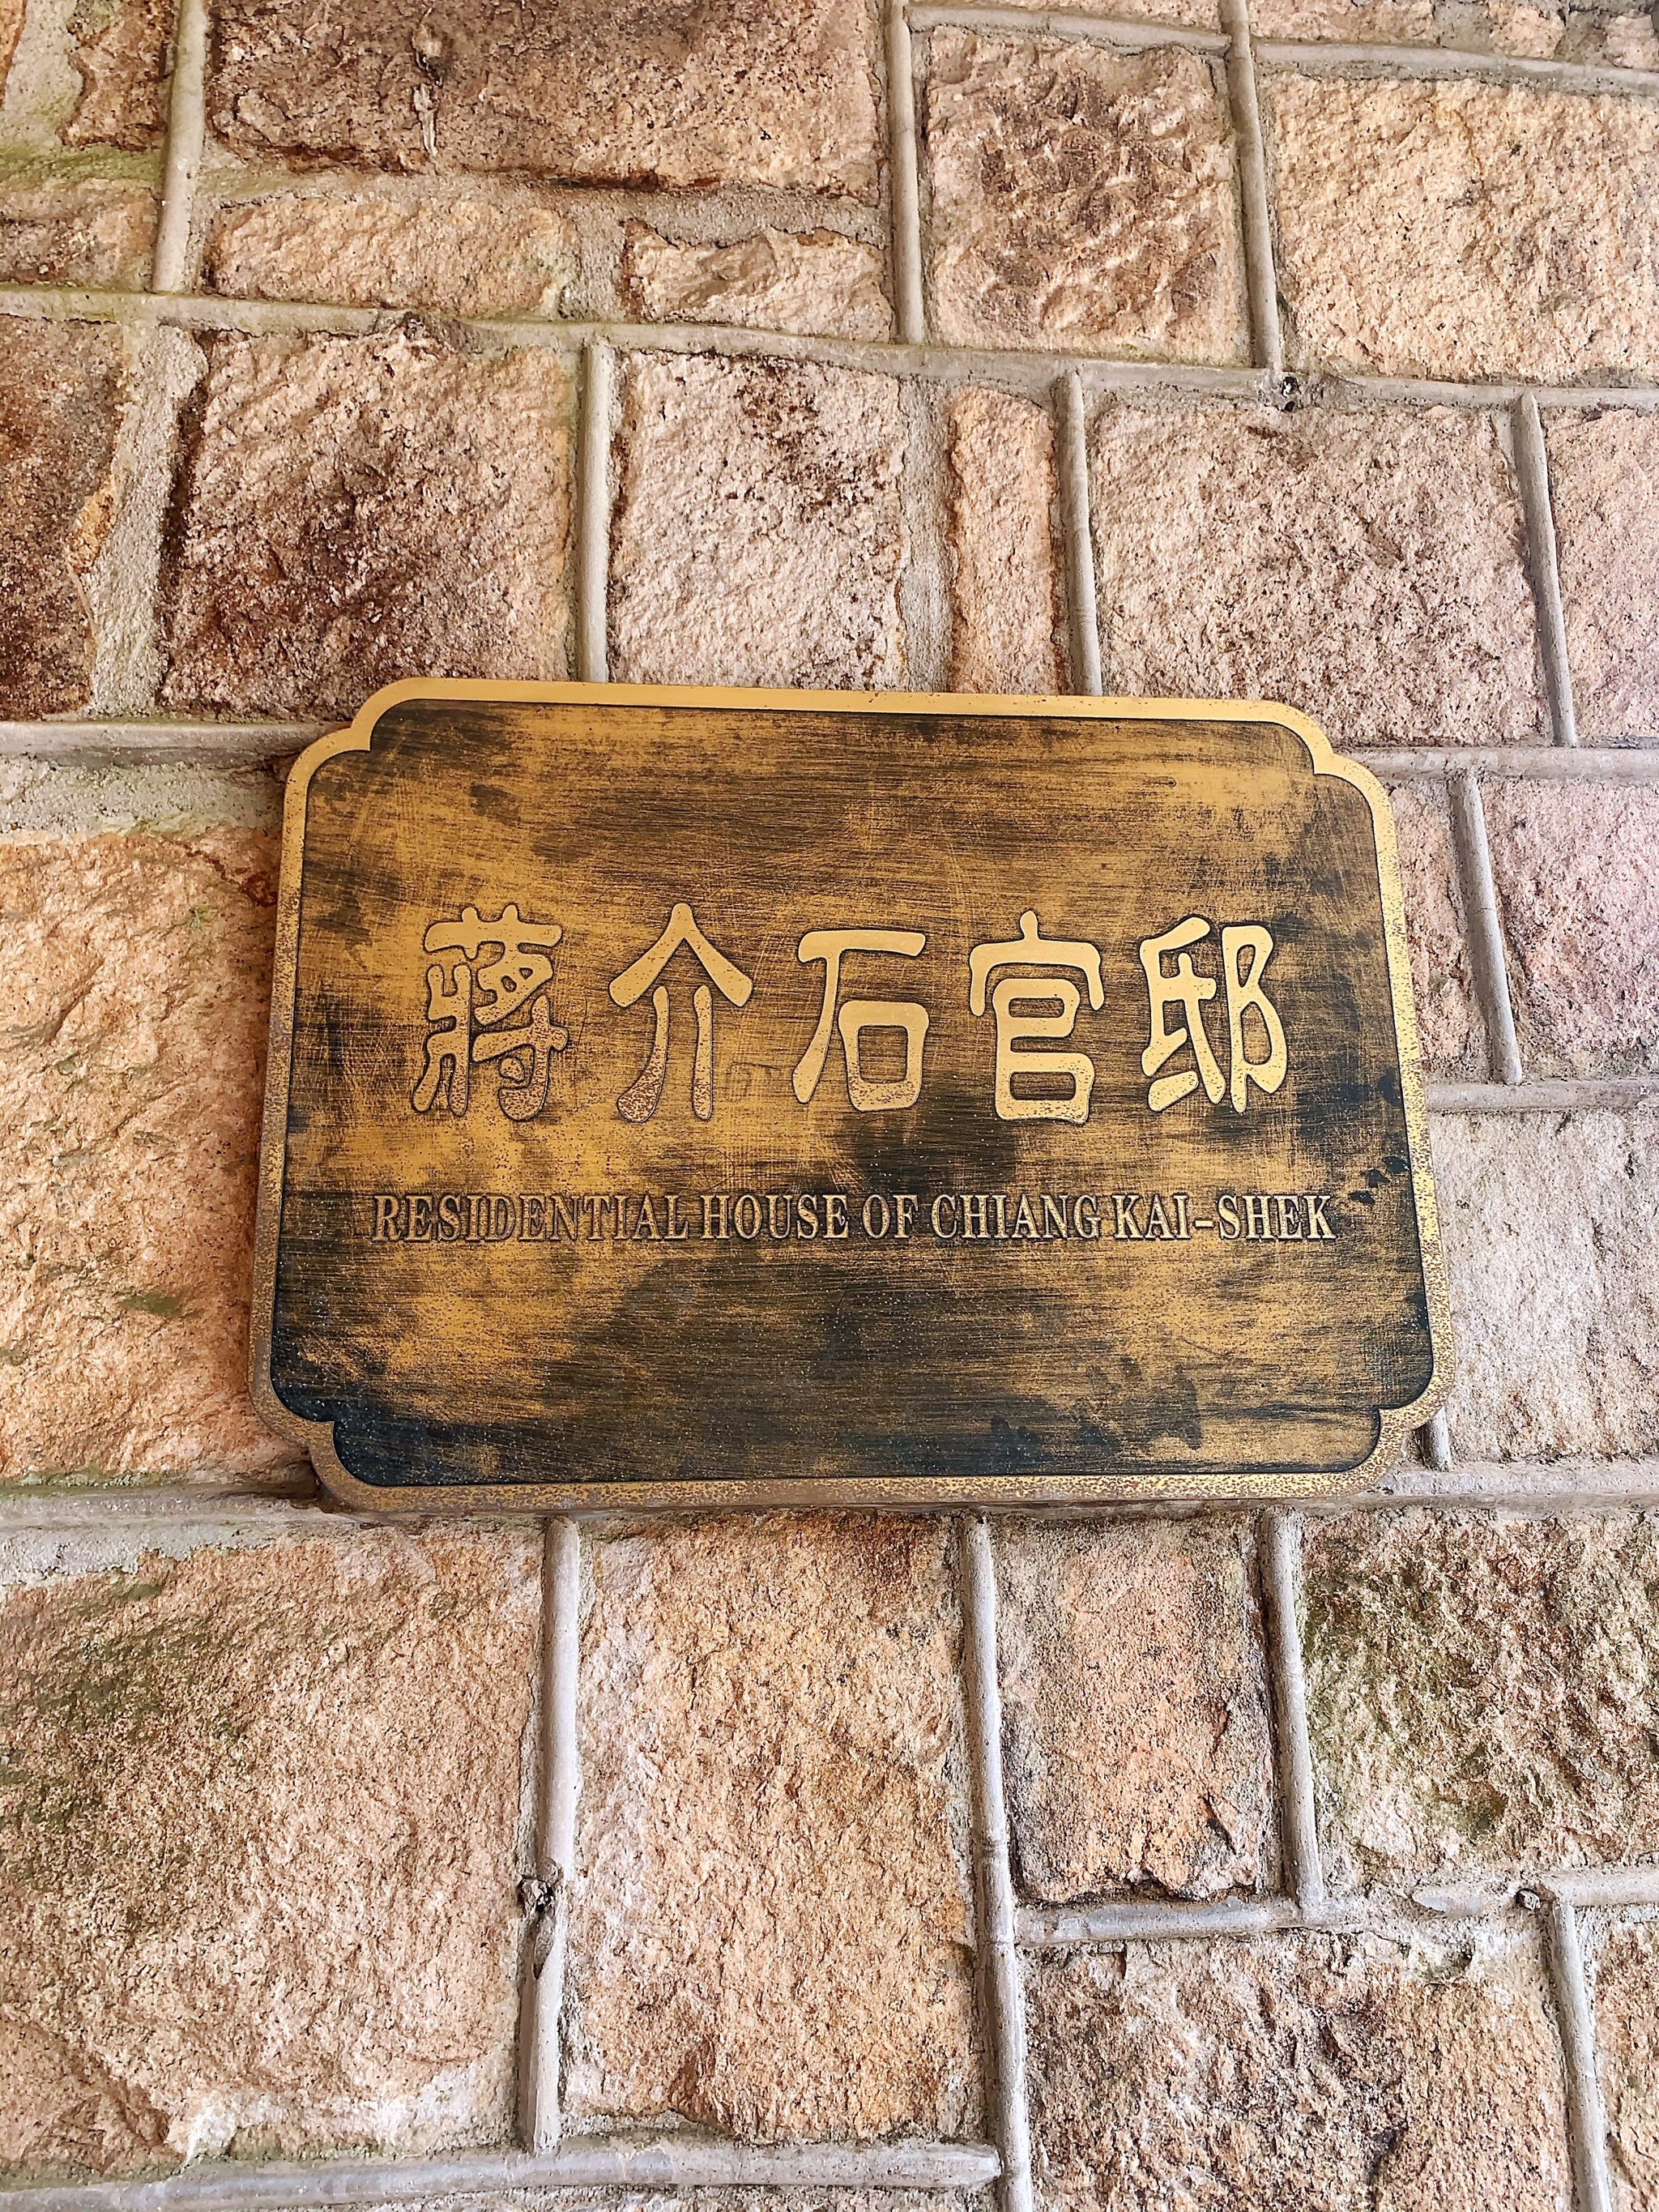 蔣介石官邸
RESIDENTIAL HOUSE OF CHIANG KAI-SHEK